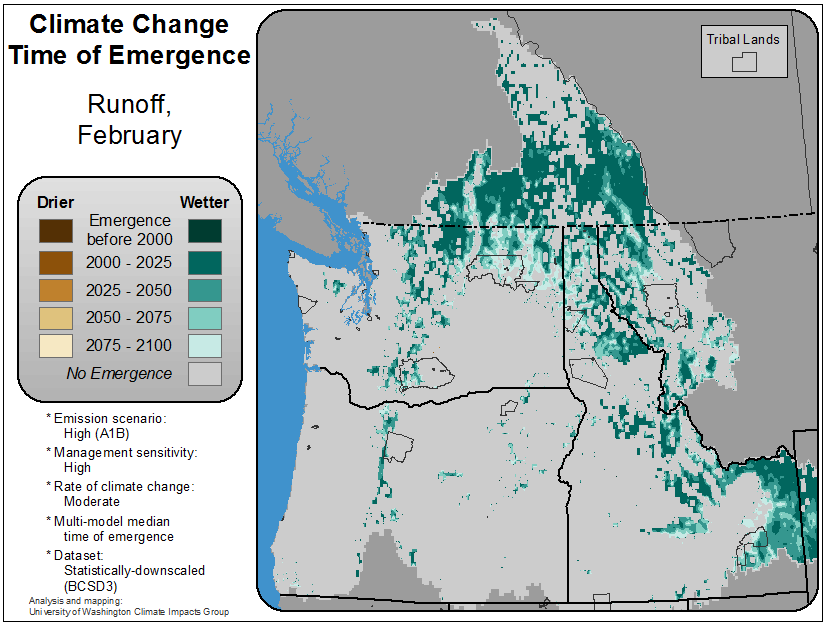 Climate Change
Time of Emergence
Runoff,
February
Drier
Wetter
Emergence
before 2000
2000 - 2025
2025 - 2050
2050 - 2075
2075 - 2100
No Emergence
* Emission scenario:
High (A1B)
* Management sensitivity:
High
* Rate of climate change:
Moderate
* Multi-model median
time of emergence
* Dataset:
Statistically-downscaled
(BCSD3)
Analysis and mapping:
University of Washington Climate Impacts Group
Tribal Lands